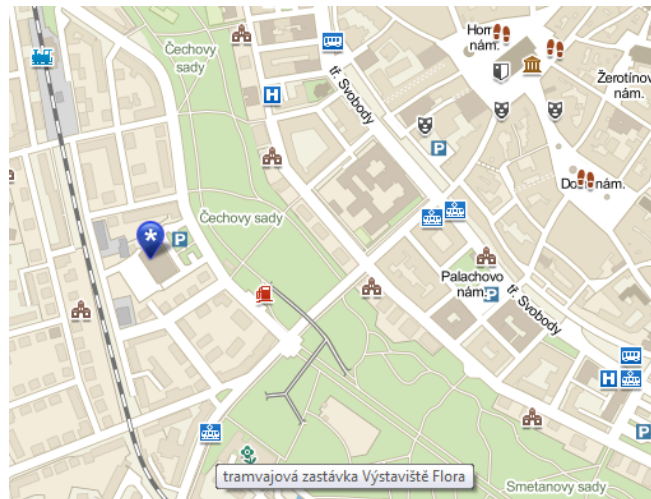 Čechovy
sady
H
tř. Svobody
Horní
nám.
Žerotínov
nám.
P
Dolní nám.
Čechovy sady
*
P
Palachovo
nám.
P
tř. Svobody
H
P
tramvajová zastávka Výstaviště Flora
Smetanovy sady